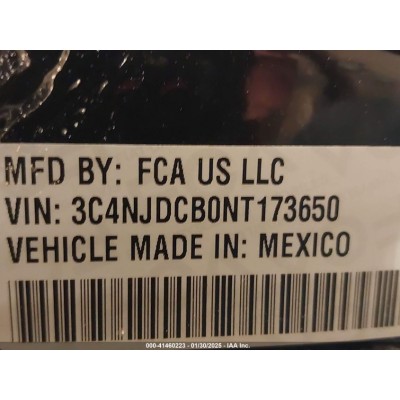 MFD BY: FCA US LLC
VIN: 3C4NJDCB0NT173650
VEHICLE MADE IN: MEXICO
000-41460223 - 01/30/2025 - IAA Inc.